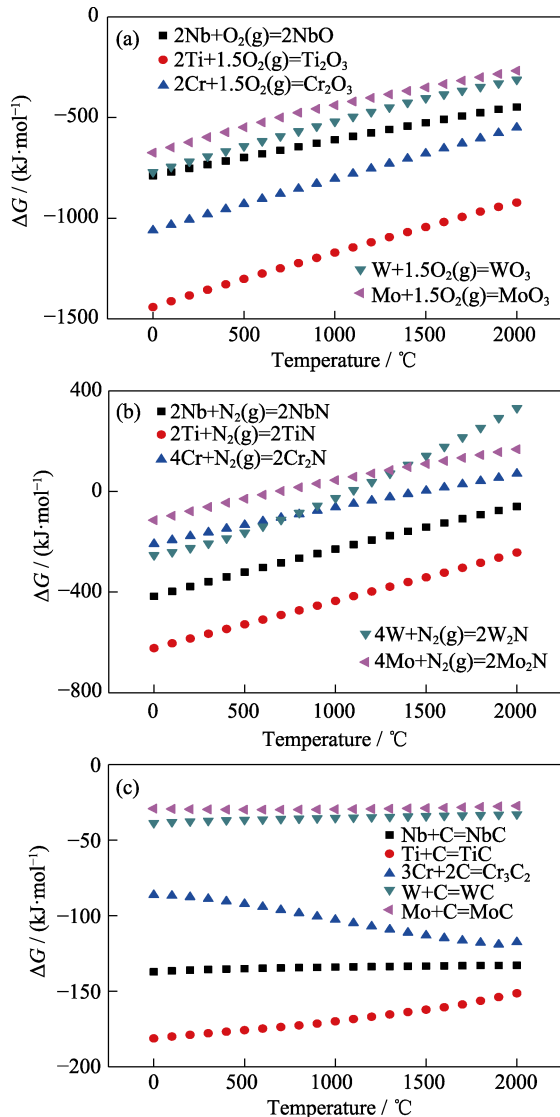 (a)
2Nb+O₂(g)=2NbO
2Ti+1.5O₂(g)=Ti₂O₃
2Cr+1.5O₂(g)=Cr₂O₃
W+1.5O₂(g)=WO₃
Mo+1.5O₂(g)=MoO₃
0
−500
−1000
−1500
ΔG / (kJ·mol⁻¹)
0 500 1000 1500 2000
Temperature / ℃
(b)
2Nb+N₂(g)=2NbN
2Ti+N₂(g)=2TiN
4Cr+N₂(g)=2Cr₂N
4W+N₂(g)=2W₂N
4Mo+N₂(g)=2Mo₂N
400
0
−400
−800
ΔG / (kJ·mol⁻¹)
0 500 1000 1500 2000
Temperature / ℃
(c)
Nb+C=NbC
Ti+C=TiC
3Cr+2C=Cr₃C₂
W+C=WC
Mo+C=MoC
0
−50
−100
−150
−200
ΔG / (kJ·mol⁻¹)
0 500 1000 1500 2000
Temperature / ℃